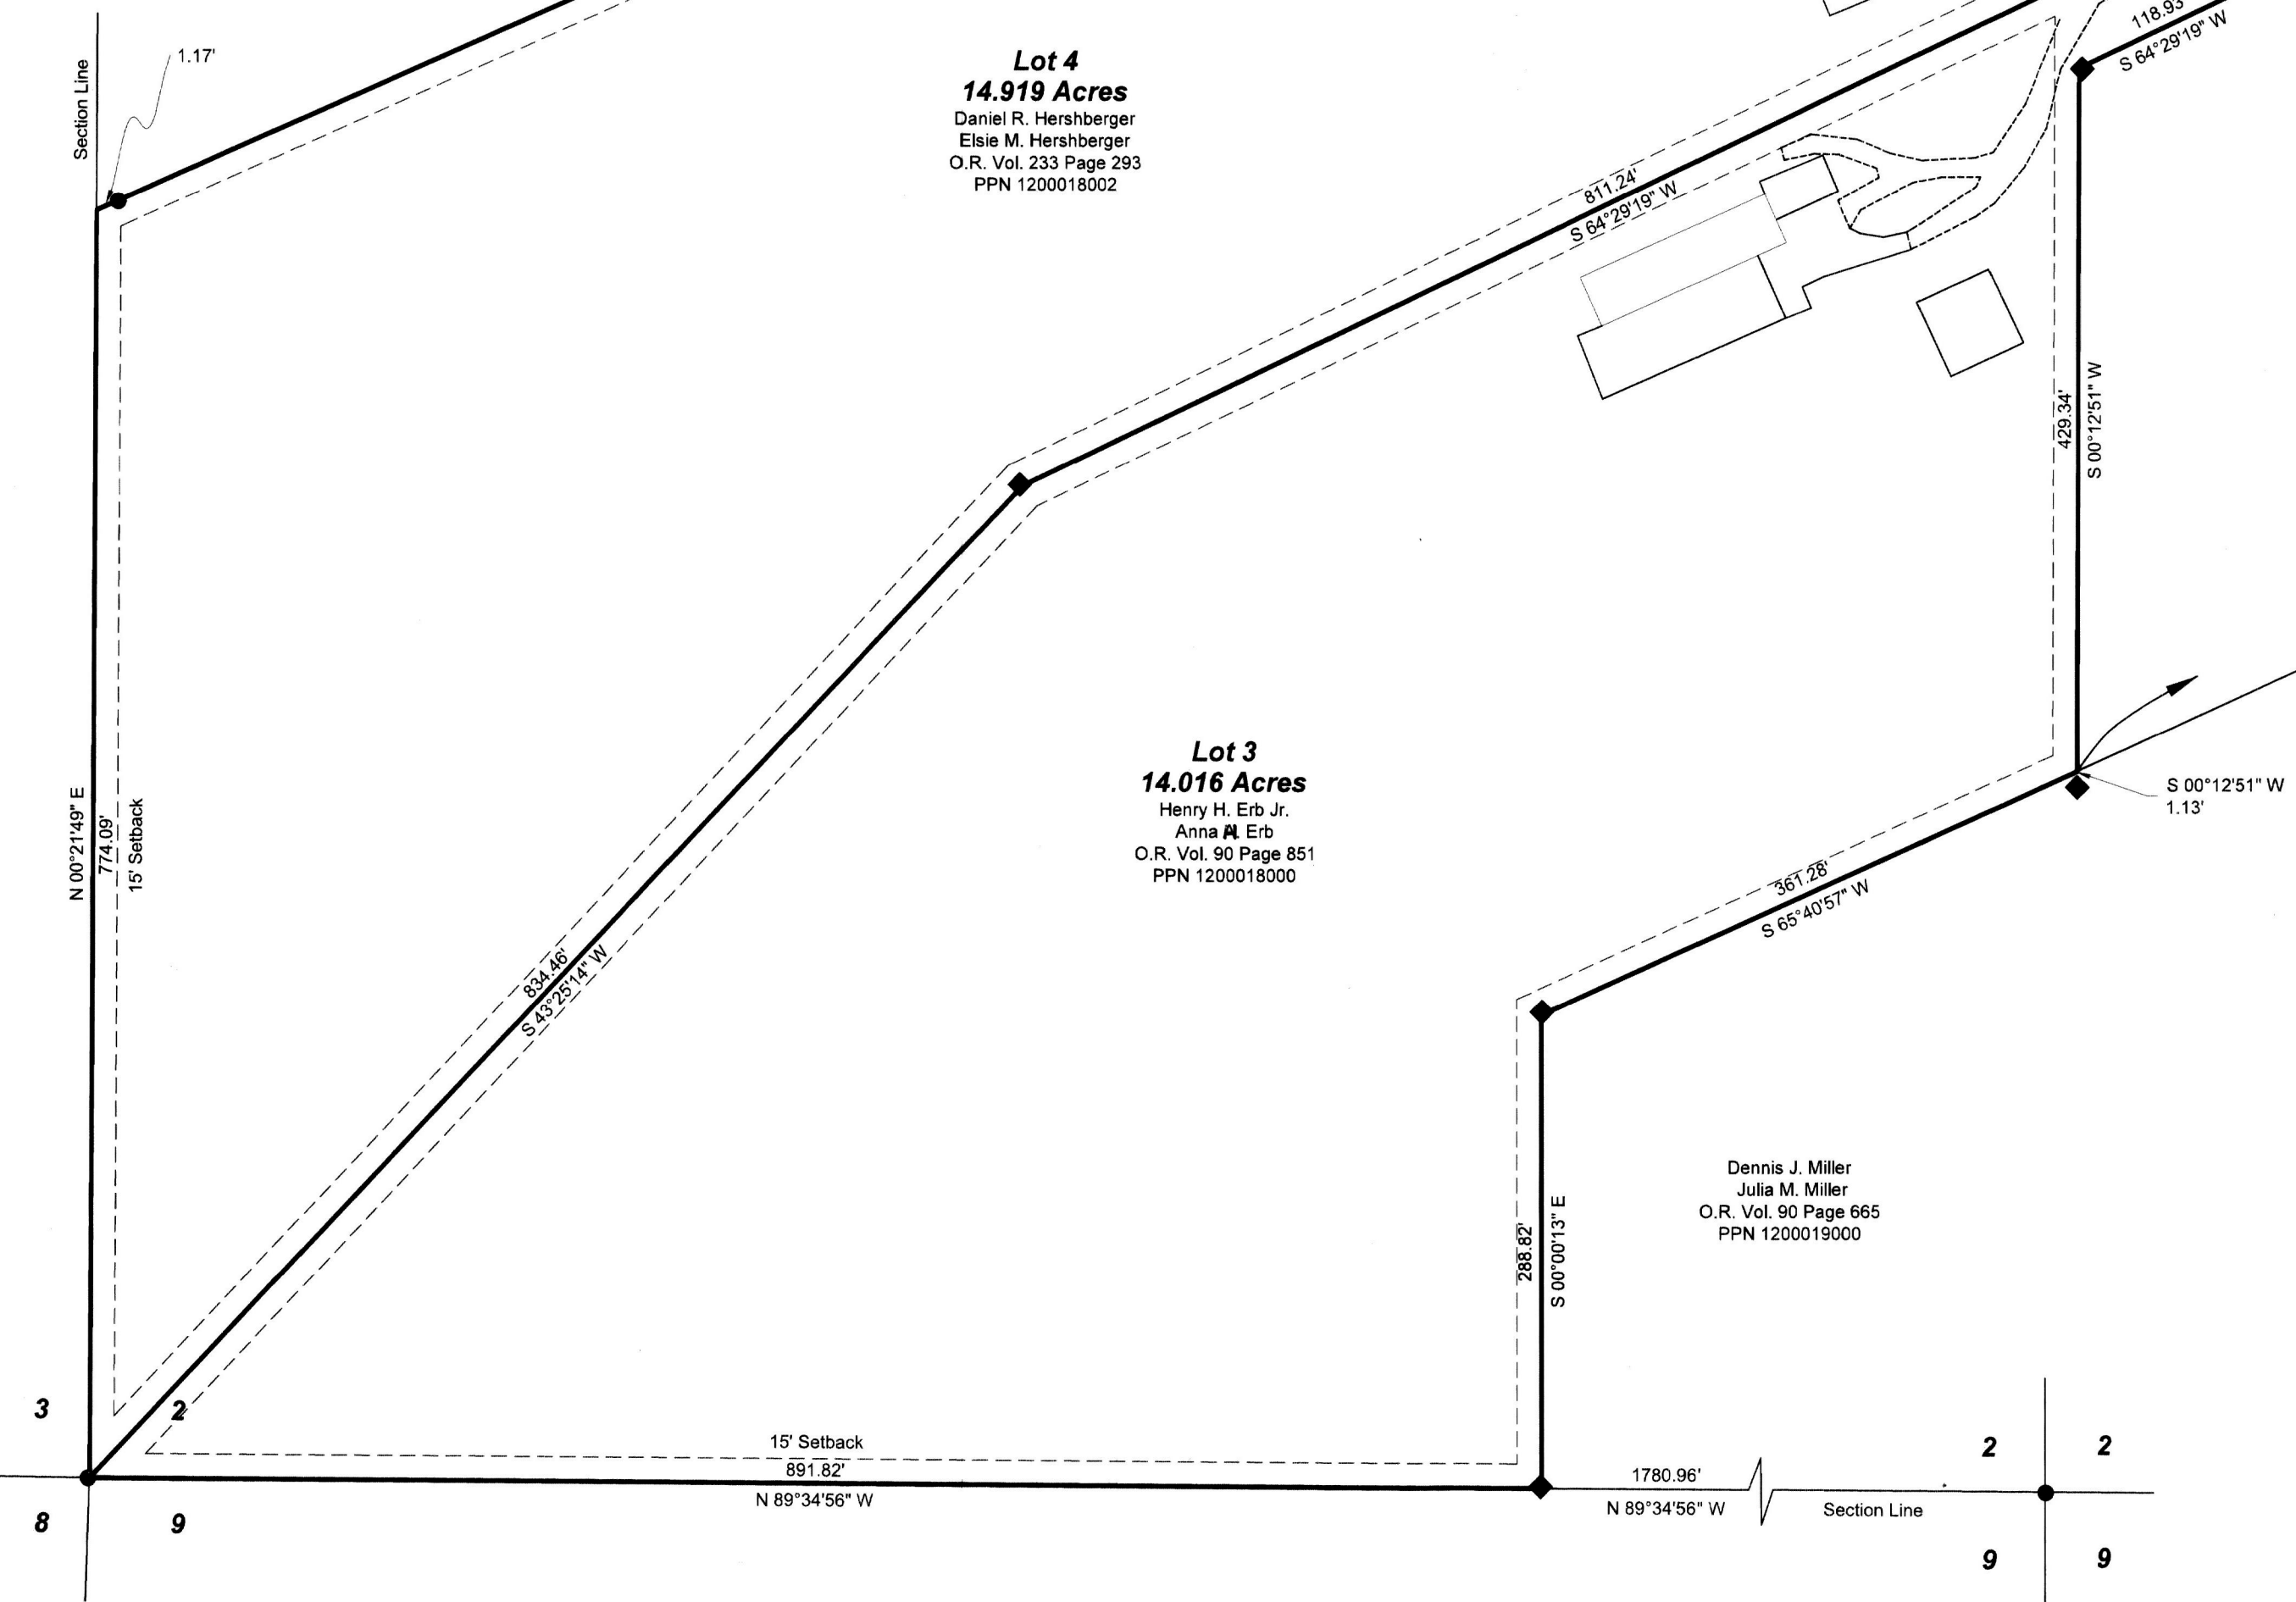 118.93'
S 64°29'19" W
1.17'
Section Line
Lot 4
14.919 Acres
Daniel R. Hershberger
Elsie M. Hershberger
O.R. Vol. 233 Page 293
PPN 1200018002
811.24'
S 64°29'19" W
429.34'
S 00°12'51" W
Lot 3
14.016 Acres
Henry H. Erb Jr.
Anna Erb
O.R. Vol. 90 Page 851
PPN 1200018000
S 00°12'51" W
1.13'
N 00°21'49" E
774.09'
15' Setback
361.28'
S 65°40'57" W
834.46'
S 43°25'14" W
Dennis J. Miller
Julia M. Miller
O.R. Vol. 90 Page 665
PPN 1200019000
288.82'
S 00°00'13" E
3
2
15' Setback
891.82'
N 89°34'56" W
1780.96'
N 89°34'56" W
Section Line
2
2
8
9
9
9